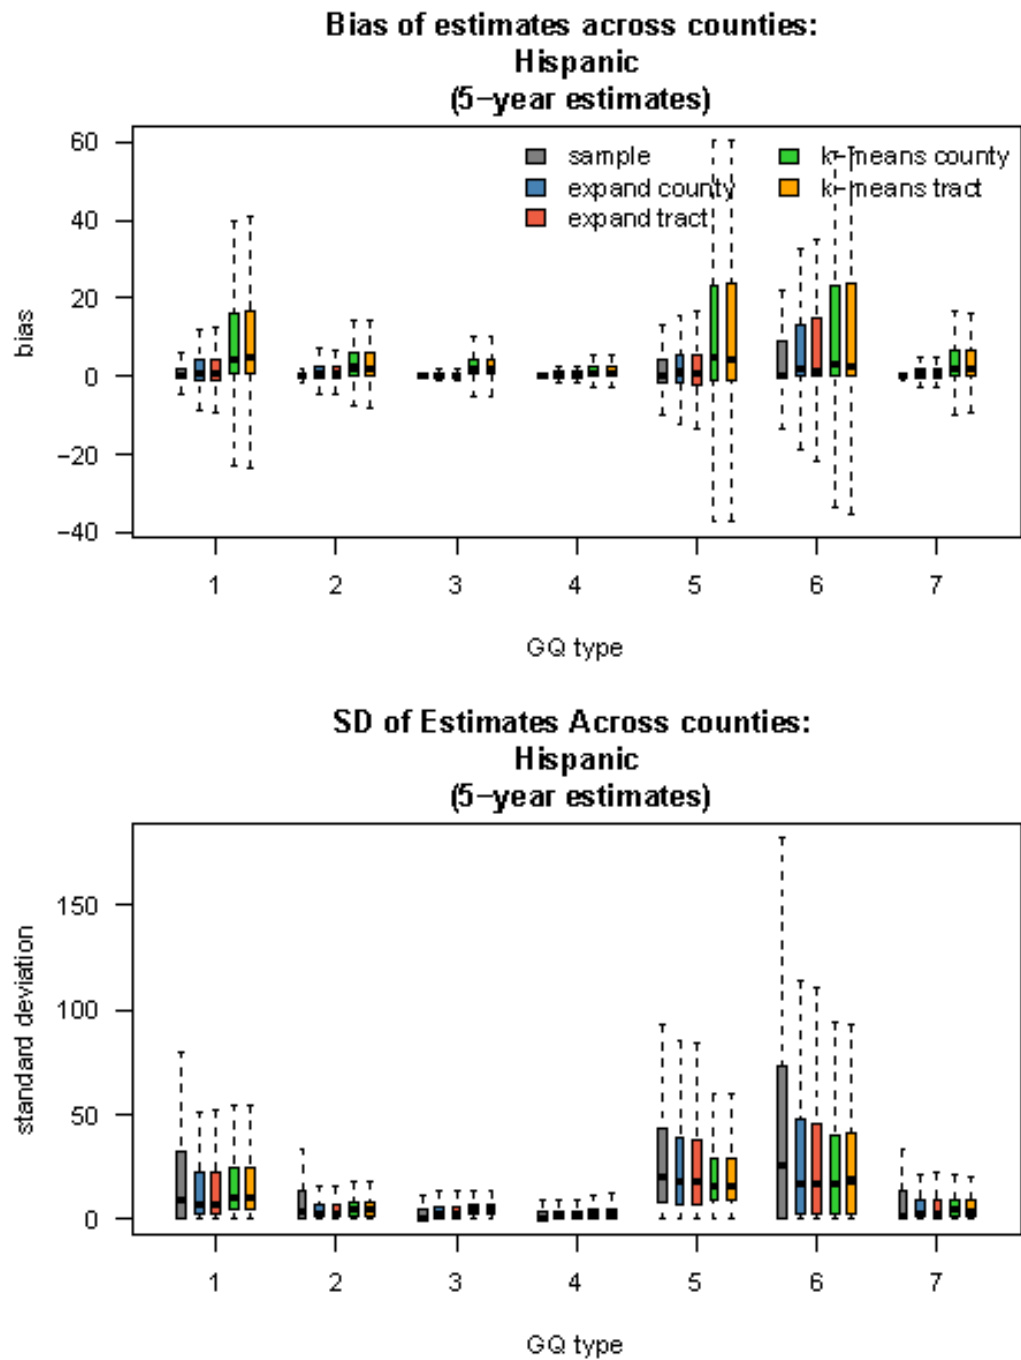 Bias of estimates across counties:
Hispanic
(5−year estimates)
60
40
20
0
−20
−40
bias
sample
expand county
expand tract
k−means county
k−means tract
1 2 3 4 5 6 7
GQ type
SD of Estimates Across counties:
Hispanic
(5−year estimates)
150
100
50
0
standard deviation
1 2 3 4 5 6 7
GQ type